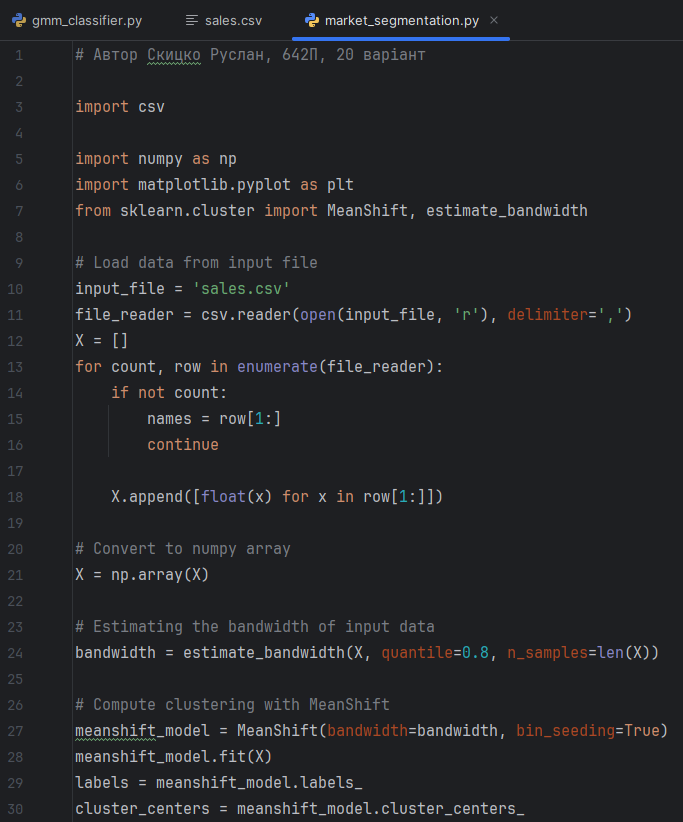 gmm_classifier.py sales.csv market_segmentation.py
1 # Автор Скицко Руслан, 642П, 20 варіант
2
3 import csv
4
5 import numpy as np
6 import matplotlib.pyplot as plt
7 from sklearn.cluster import MeanShift, estimate_bandwidth
8
9 # Load data from input file
10 input_file = 'sales.csv'
11 file_reader = csv.reader(open(input_file, 'r'), delimiter=',')
12 X = []
13 for count, row in enumerate(file_reader):
14     if not count:
15         names = row[1:]
16         continue
17
18     X.append([float(x) for x in row[1:]])
19
20 # Convert to numpy array
21 X = np.array(X)
22
23 # Estimating the bandwidth of input data
24 bandwidth = estimate_bandwidth(X, quantile=0.8, n_samples=len(X))
25
26 # Compute clustering with MeanShift
27 meanshift_model = MeanShift(bandwidth=bandwidth, bin_seeding=True)
28 meanshift_model.fit(X)
29 labels = meanshift_model.labels_
30 cluster_centers = meanshift_model.cluster_centers_